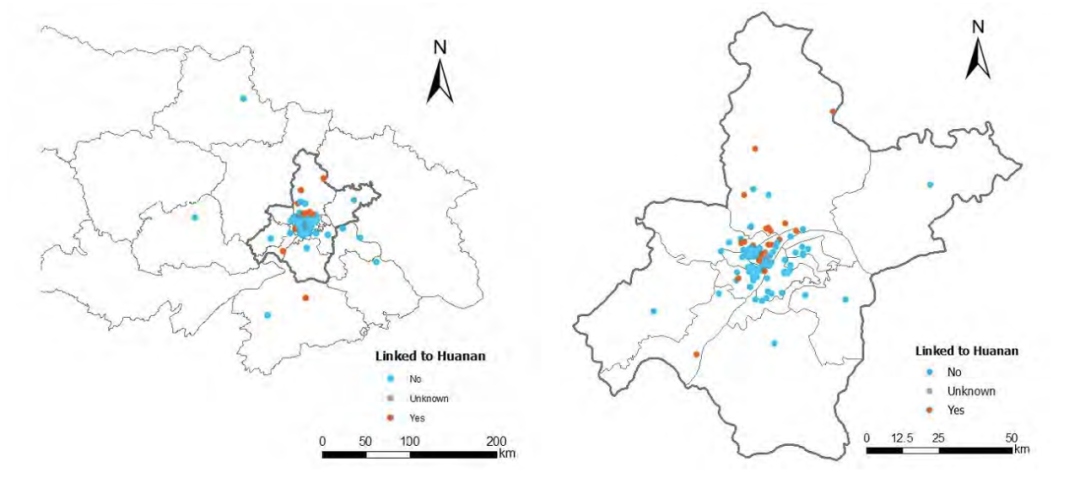 N
Linked to Huanan
No
Unknown
Yes
0 50 100 200
km
N
Linked to Huanan
No
Unknown
Yes
0 12.5 25 50
km